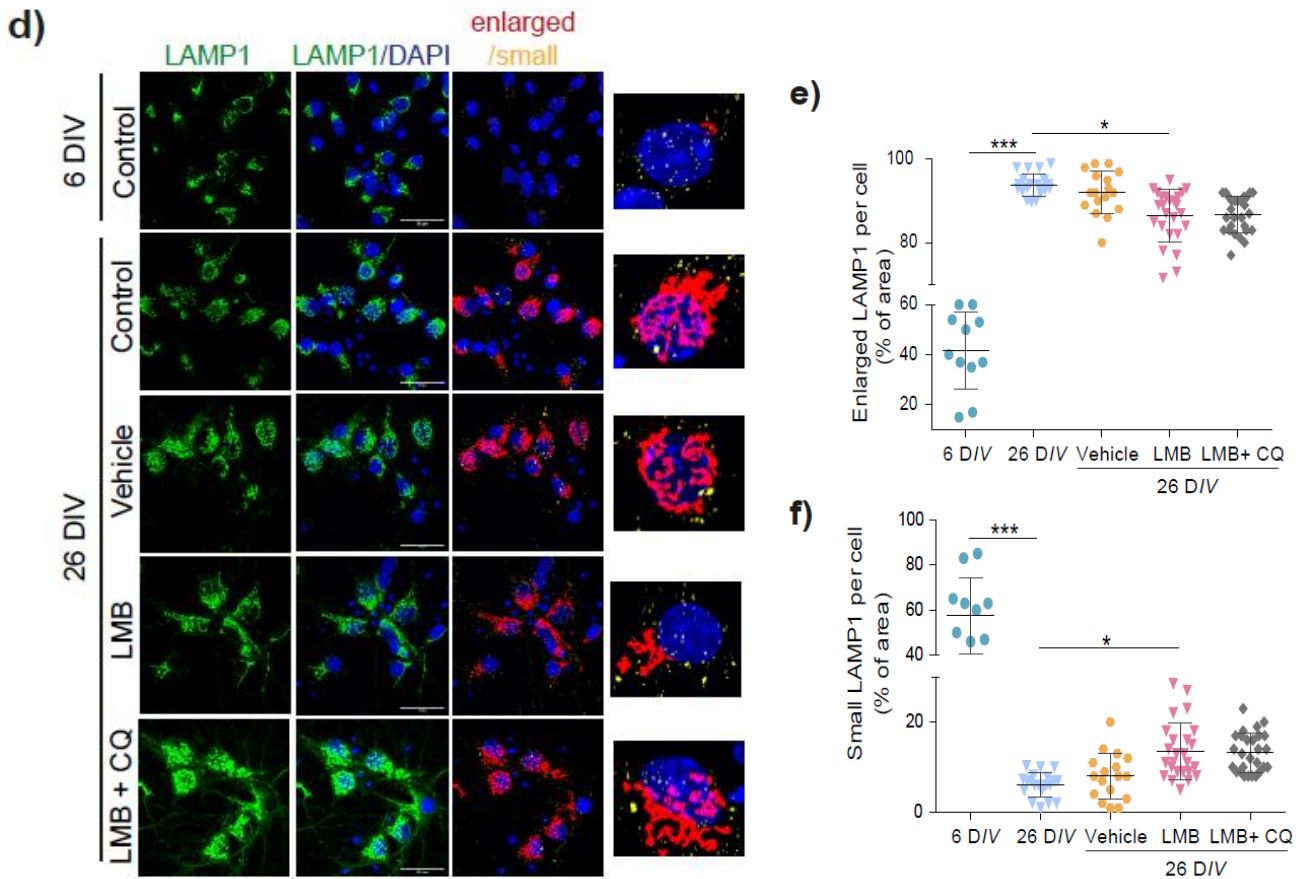 d)
LAMP1
LAMP1/DAPI
enlarged
/small
6 DIV
Control
26 DIV
Control
Vehicle
LMB
LMB + CQ
e)
Enlarged LAMP1 per cell
(% of area)
100
80
60
40
20
***
*
6 DIV
26 DIV
Vehicle
LMB
LMB+ CQ
26 DIV
f)
Small LAMP1 per cell
(% of area)
100
80
60
40
20
0
***
*
6 DIV
26 DIV
Vehicle
LMB
LMB+ CQ
26 DIV